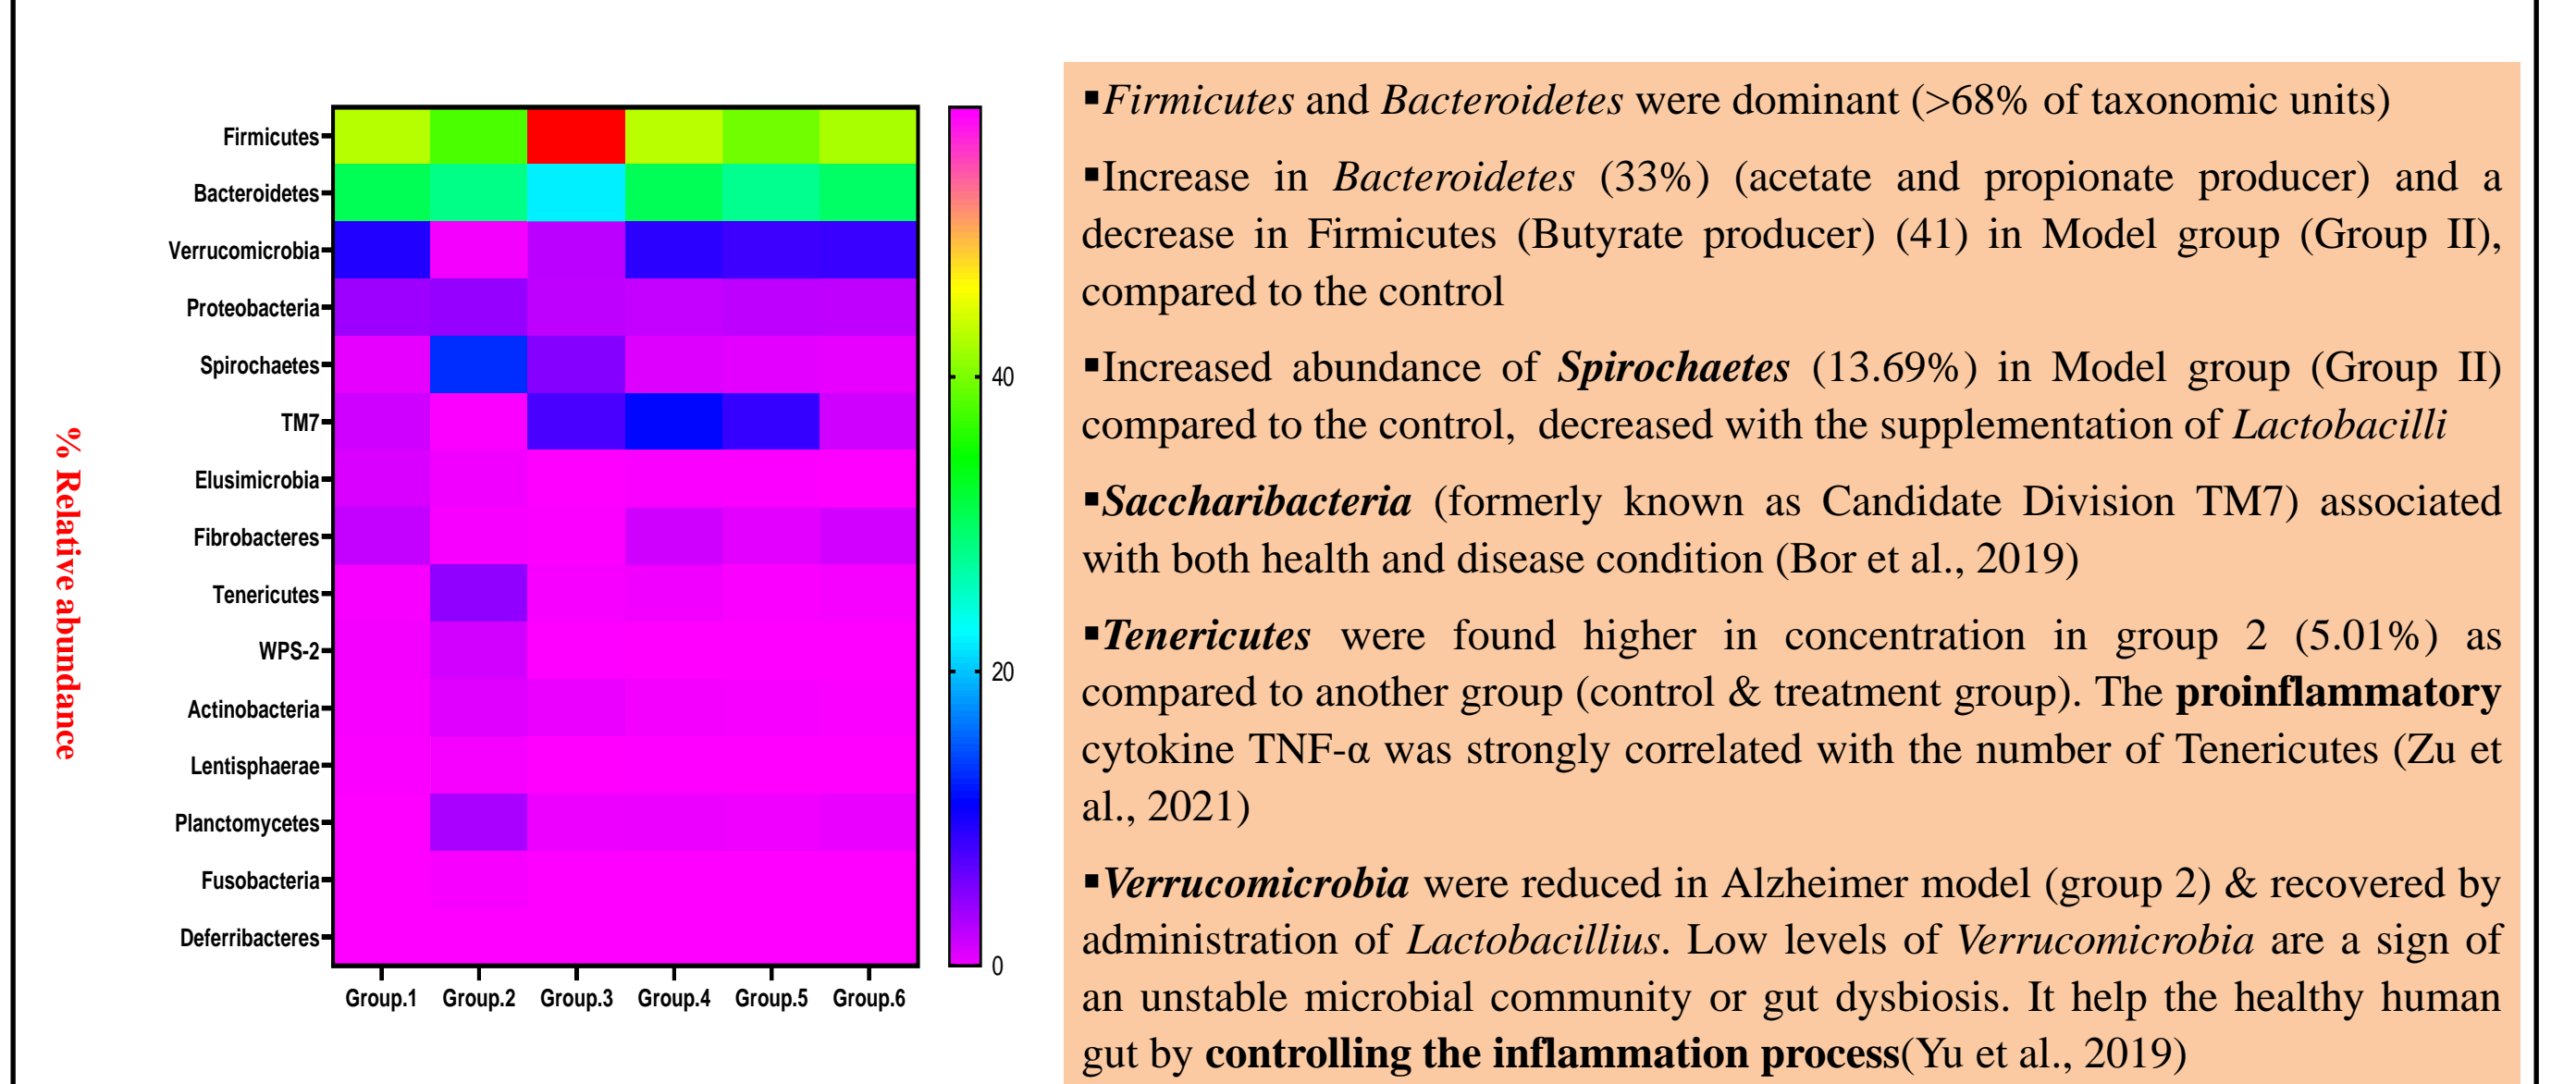 % Relative abundance
Firmicutes
Bacteroidetes
Verrucomicrobia
Proteobacteria
Spirochaetes
TM7
Elusimicrobia
Fibrobacteres
Tenericutes
WPS-2
Actinobacteria
Lentisphaerae
Planctomycetes
Fusobacteria
Deferribacteres
Group.1 Group.2 Group.3 Group.4 Group.5 Group.6
40
20
0
▪Firmicutes and Bacteroidetes were dominant (>68% of taxonomic units)
▪Increase in Bacteroidetes (33%) (acetate and propionate producer) and a
decrease in Firmicutes (Butyrate producer) (41) in Model group (Group II),
compared to the control
▪Increased abundance of Spirochaetes (13.69%) in Model group (Group II)
compared to the control, decreased with the supplementation of Lactobacilli
▪Saccharibacteria (formerly known as Candidate Division TM7) associated
with both health and disease condition (Bor et al., 2019)
▪Tenericutes were found higher in concentration in group 2 (5.01%) as
compared to another group (control & treatment group). The proinflammatory
cytokine TNF-α was strongly correlated with the number of Tenericutes (Zu et
al., 2021)
▪Verrucomicrobia were reduced in Alzheimer model (group 2) & recovered by
administration of Lactobacillius. Low levels of Verrucomicrobia are a sign of
an unstable microbial community or gut dysbiosis. It help the healthy human
gut by controlling the inflammation process(Yu et al., 2019)